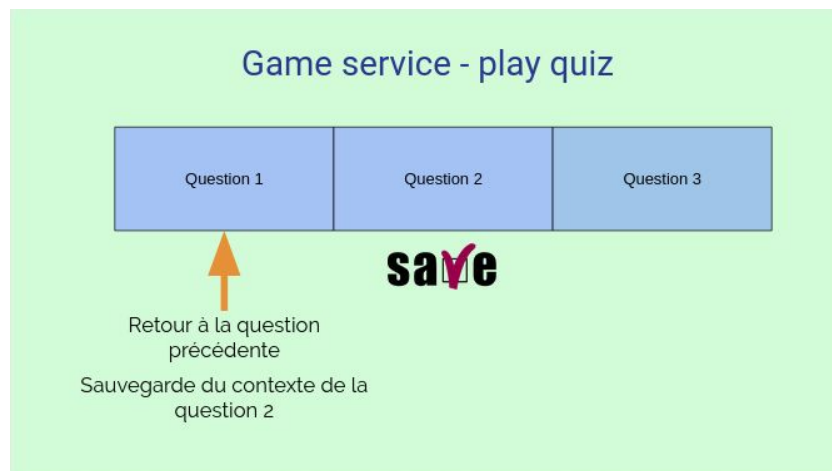 Game service - play quiz
Question 1
Question 2
Question 3
save
Retour à la question
précédente
Sauvegarde du contexte de la
question 2